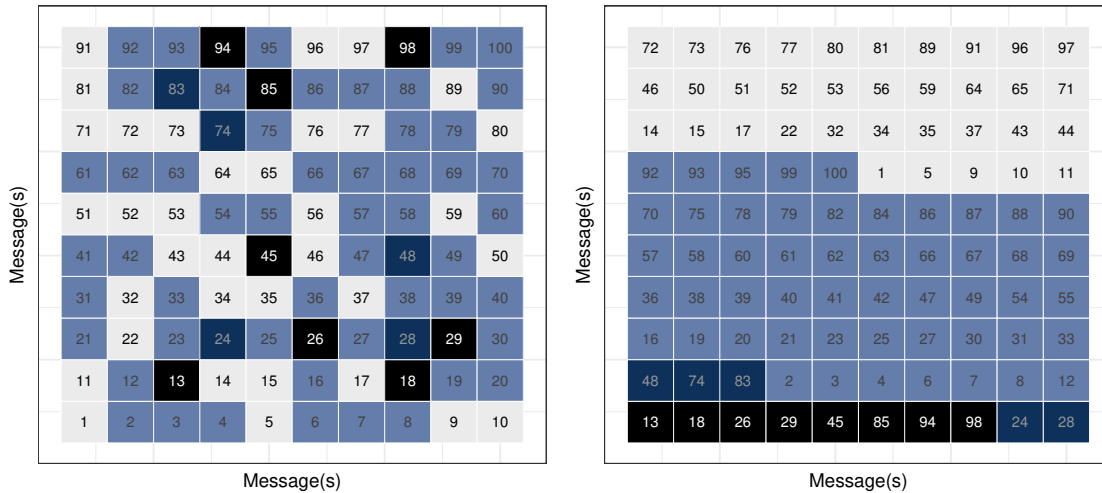 91 92 93 94 95 96 97 98 99 100
81 82 83 84 85 86 87 88 89 90
71 72 73 74 75 76 77 78 79 80
61 62 63 64 65 66 67 68 69 70
51 52 53 54 55 56 57 58 59 60
41 42 43 44 45 46 47 48 49 50
31 32 33 34 35 36 37 38 39 40
21 22 23 24 25 26 27 28 29 30
11 12 13 14 15 16 17 18 19 20
1 2 3 4 5 6 7 8 9 10
Message(s)
Message(s)
72 73 76 77 80 81 89 91 96 97
46 50 51 52 53 56 59 64 65 71
14 15 17 22 32 34 35 37 43 44
92 93 95 99 100 1 5 9 10 11
70 75 78 79 82 84 86 87 88 90
57 58 60 61 62 63 66 67 68 69
36 38 39 40 41 42 47 49 54 55
16 19 20 21 23 25 27 30 31 33
48 74 83 2 3 4 6 7 8 12
13 18 26 29 45 85 94 98 24 28
Message(s)
Message(s)